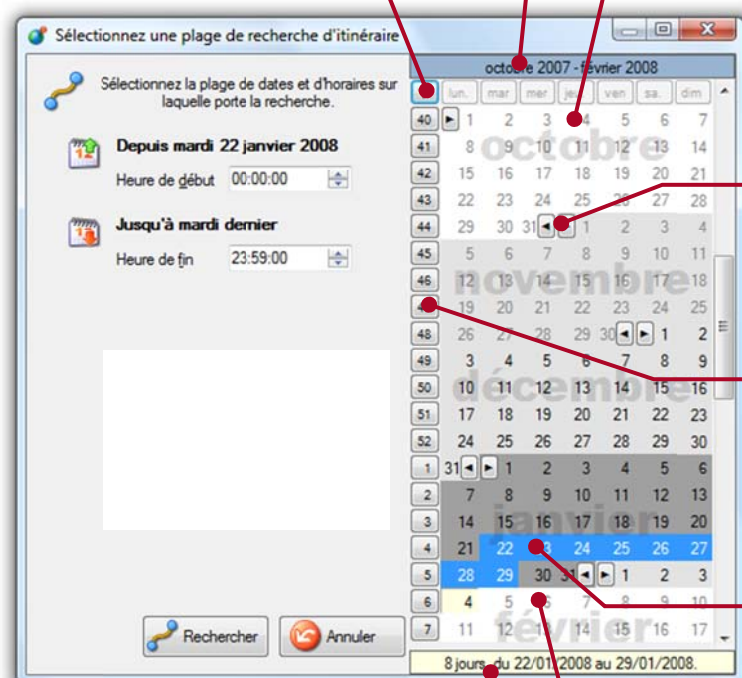 Sélectionnez une plage de recherche d'itinéraire
Sélectionnez la plage de dates et d'horaires sur
laquelle porte la recherche.
Depuis mardi 22 janvier 2008
Heure de début 00:00:00
Jusqu'à mardi dernier
Heure de fin 23:59:00
Rechercher
Annuler
octobre 2007 - février 2008
lun. mar mer jeu ven sa. dim
40 1 2 3 4 5 6 7
octobre
41 8 9 10 11 12 13 14
42 15 16 17 18 19 20 21
43 22 23 24 25 26 27 28
44 29 30 31 1 2 3 4
45 5 6 7 8 9 10 11
novembre
46 12 13 14 15 16 17 18
19 20 21 22 23 24 25
48 26 27 28 29 30 1 2
49 3 4 5 6 7 8 9
décembre
50 10 11 12 13 14 15 16
51 17 18 19 20 21 22 23
52 24 25 26 27 28 29 30
1 31 1 2 3 4 5 6
2 7 8 9 10 11 12 13
janvier
3 14 15 16 17 18 19 20
4 21 22 23 24 25 26 27
5 28 29 30 31 1 2 3
6 4 5 6 7 8 9 10
février
7 11 12 13 14 15 16 17
8 jours, du 22/01/2008 au 29/01/2008.